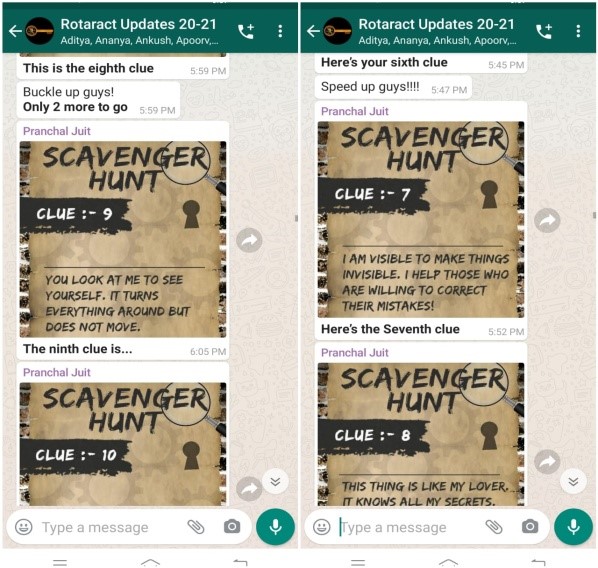 Rotaract Updates 20-21
Aditya, Ananya, Ankush, Apoorv,...
This is the eighth clue
5:59 PM
Buckle up guys!
Only 2 more to go 5:59 PM
Pranchal Juit
SCAVENGER
HUNT
CLUE :- 9
YOU LOOK AT ME TO SEE
YOURSELF. IT TURNS
EVERYTHING AROUND BUT
DOES NOT MOVE.
The ninth clue is...
6:05 PM
Pranchal Juit
SCAVENGER
HUNT
CLUE :- 10
Type a message
Rotaract Updates 20-21
Aditya, Ananya, Ankush, Apoorv,...
Here's your sixth clue
5:45 PM
Speed up guys!!!! 5:47 PM
Pranchal Juit
SCAVENGER
HUNT
CLUE :- 7
I AM VISIBLE TO MAKE THINGS
INVISIBLE. I HELP THOSE WHO
ARE WILLING TO CORRECT
THEIR MISTAKES!
Here's the Seventh clue
5:52 PM
Pranchal Juit
SCAVENGER
HUNT
CLUE :- 8
THIS THING IS LIKE MY LOVER.
IT KNOWS ALL MY SECRETS.
Type a message